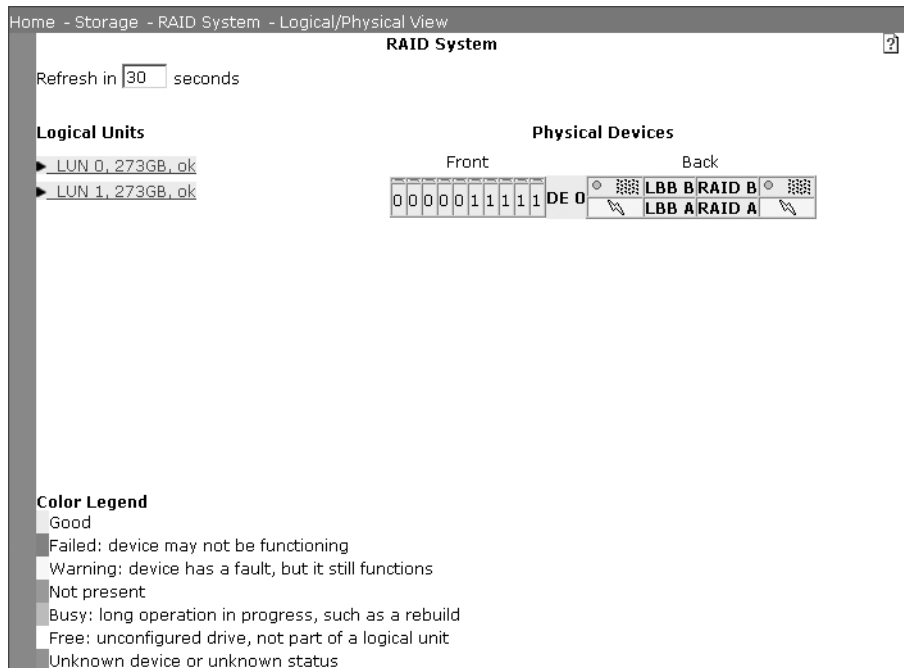 Home - Storage - RAID System - Logical/Physical View
RAID System
?
Refresh in 30 seconds
Logical Units
Physical Devices
Front
Back
LUN 0, 273GB, ok
LUN 1, 273GB, ok
0 0 0 0 0 1 1 1 1 1
DE 0
LBB B RAID B
LBB A RAID A
Color Legend
Good
Failed: device may not be functioning
Warning: device has a fault, but it still functions
Not present
Busy: long operation in progress, such as a rebuild
Free: unconfigured drive, not part of a logical unit
Unknown device or unknown status